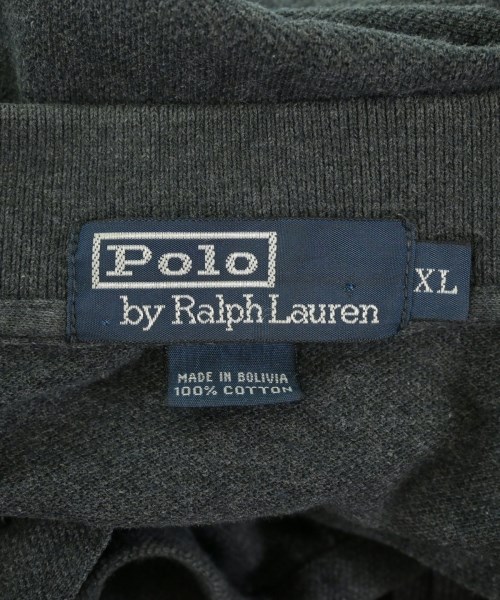 Polo
by Ralph Lauren
XL
MADE IN BOLIVIA
100% COTTON